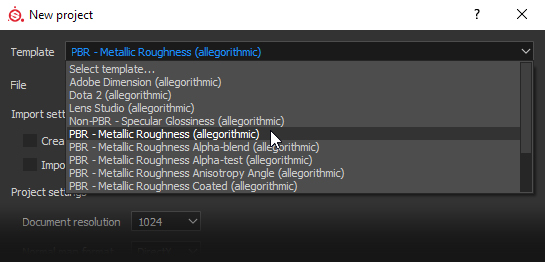 New project
?
Template
PBR - Metallic Roughness (allegorithmic)
Select template...
Adobe Dimension (allegorithmic)
Dota 2 (allegorithmic)
File
Lens Studio (allegorithmic)
Import sett
Non-PBR - Specular Glossiness (allegorithmic)
PBR - Metallic Roughness (allegorithmic)
Crea
PBR - Metallic Roughness Alpha-blend (allegorithmic)
Impo
PBR - Metallic Roughness Alpha-test (allegorithmic)
PBR - Metallic Roughness Anisotropy Angle (allegorithmic)
PBR - Metallic Roughness Coated (allegorithmic)
Project settings
Document resolution
1024